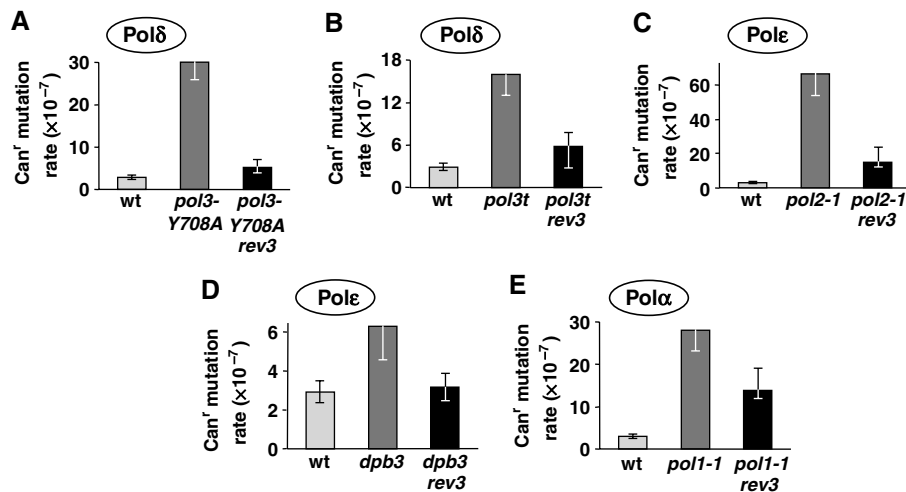 A
Polδ
Canʳ mutation
rate (×10⁻⁷)
30
20
10
0
wt
pol3-
Y708A
pol3-
Y708A
rev3
B
Polδ
Canʳ mutation
rate (×10⁻⁷)
18
12
6
0
wt
pol3t
pol3t
rev3
C
Polε
Canʳ mutation
rate (×10⁻⁷)
60
40
20
0
wt
pol2-1
pol2-1
rev3
D
Polε
Canʳ mutation
rate (×10⁻⁷)
6
4
2
0
wt
dpb3
dpb3
rev3
E
Polα
Canʳ mutation
rate (×10⁻⁷)
30
20
10
0
wt
pol1-1
pol1-1
rev3